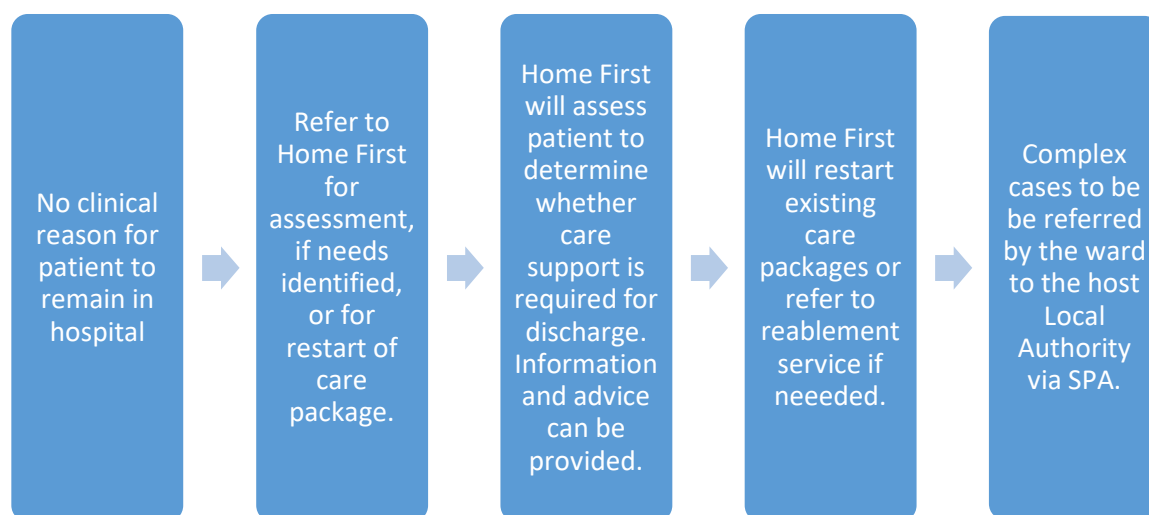 No clinical
reason for
patient to
remain in
hospital
Refer to
Home First
for
assessment,
if needs
identified,
or for
restart of
care
package.
Home First
will assess
patient to
determine
whether
care
support is
required for
discharge.
Information
and advice
can be
provided.
Home First
will restart
existing
care
packages or
refer to
reablement
service if
neeeded.
Complex
cases to be
be referred
by the ward
to the host
Local
Authority
via SPA.